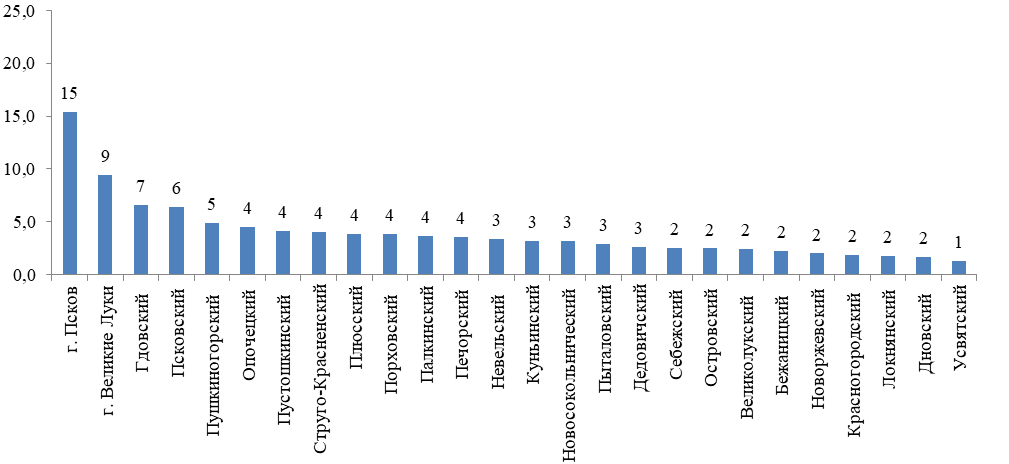 25,0
20,0
15,0
10,0
5,0
0,0
15
9
7
6
5
4
4
4
4
4
4
4
3
3
3
3
3
2
2
2
2
2
2
2
2
1
г. Псков
г. Великие Луки
Гдовский
Псковский
Пушкиногорский
Опочецкий
Пустошкинский
Струго-Красненский
Плюсский
Порховский
Палкинский
Печорский
Невельский
Куньинский
Новосокольнический
Пыталовский
Дедовичский
Себежский
Островский
Великолукский
Бежаницкий
Новоржевский
Красногородский
Локнянский
Дновский
Усвятский